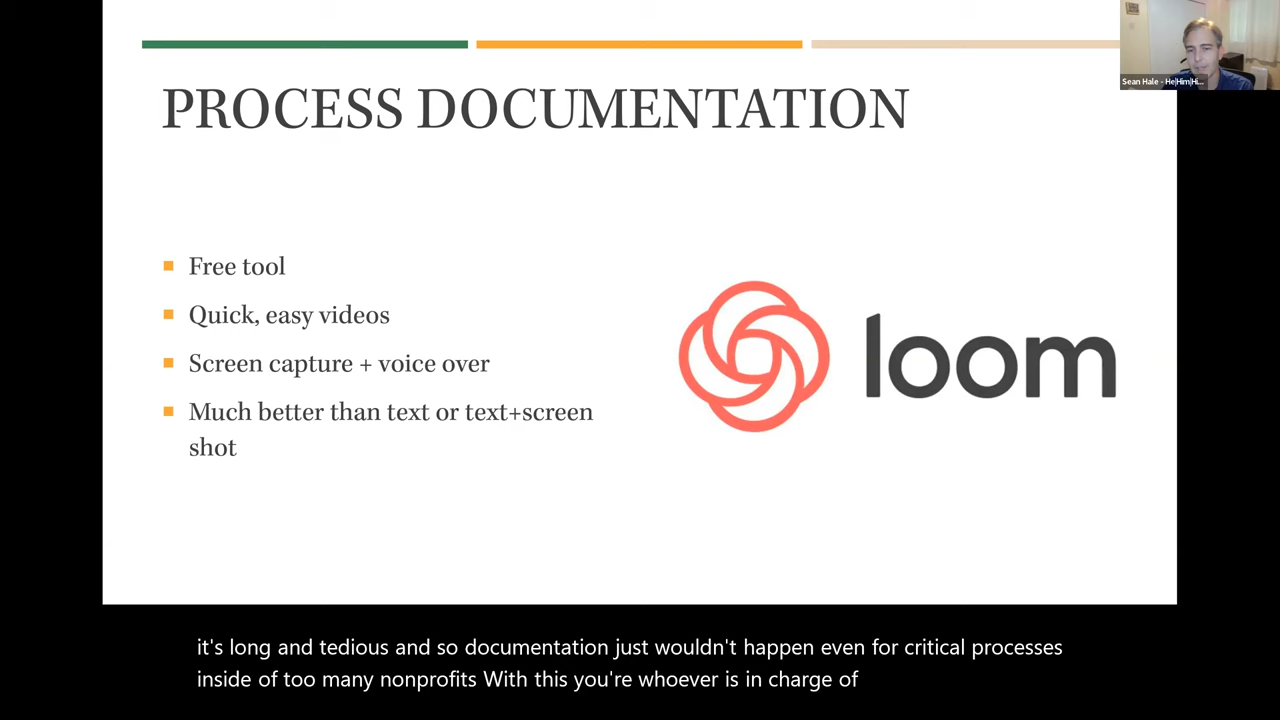 Sean Hale - He|Him|Hi...
PROCESS DOCUMENTATION
Free tool
Quick, easy videos
Screen capture + voice over
Much better than text or text+screen
shot
loom
it's long and tedious and so documentation just wouldn't happen even for critical processes
inside of too many nonprofits With this you're whoever is in charge of